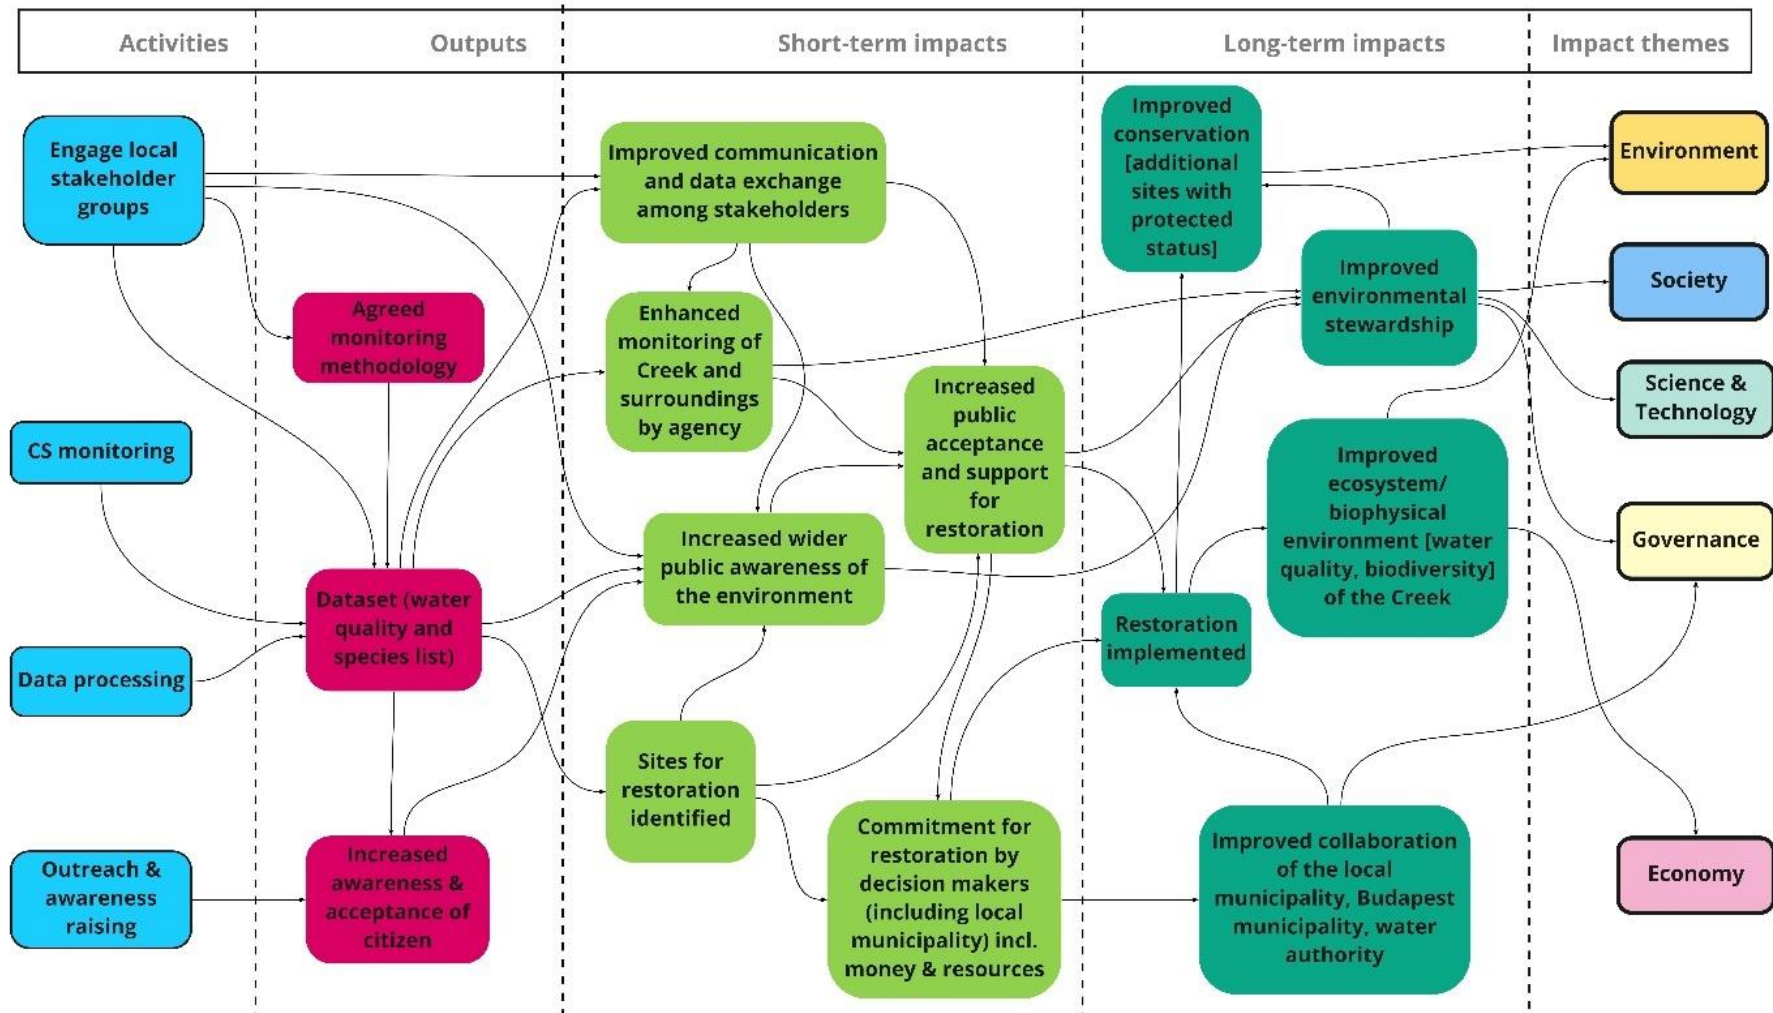 Activities
Outputs
Short-term impacts
Long-term impacts
Impact themes
Engage local
stakeholder
groups
CS monitoring
Data processing
Outreach &
awareness
raising
Agreed
monitoring
methodology
Dataset (water
quality and
species list)
Increased
awareness &
acceptance of
citizen
Improved communication
and data exchange
among stakeholders
Enhanced
monitoring of
Creek and
surroundings
by agency
Increased
public
acceptance
and support
for
restoration
Increased wider
public awareness of
the environment
Sites for
restoration
identified
Commitment for
restoration by
decision makers
(including local
municipality) incl.
money & resources
Improved
conservation
[additional
sites with
protected
status]
Improved
environmental
stewardship
Improved
ecosystem/
biophysical
environment [water
quality, biodiversity]
of the Creek
Restoration
implemented
Improved collaboration
of the local
municipality, Budapest
municipality, water
authority
Environment
Society
Science &
Technology
Governance
Economy